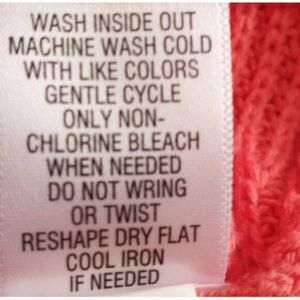 WASH INSIDE OUT
MACHINE WASH COLD
WITH LIKE COLORS
GENTLE CYCLE
ONLY NON-
CHLORINE BLEACH
WHEN NEEDED
DO NOT WRING
OR TWIST
RESHAPE DRY FLAT
COOL IRON
IF NEEDED